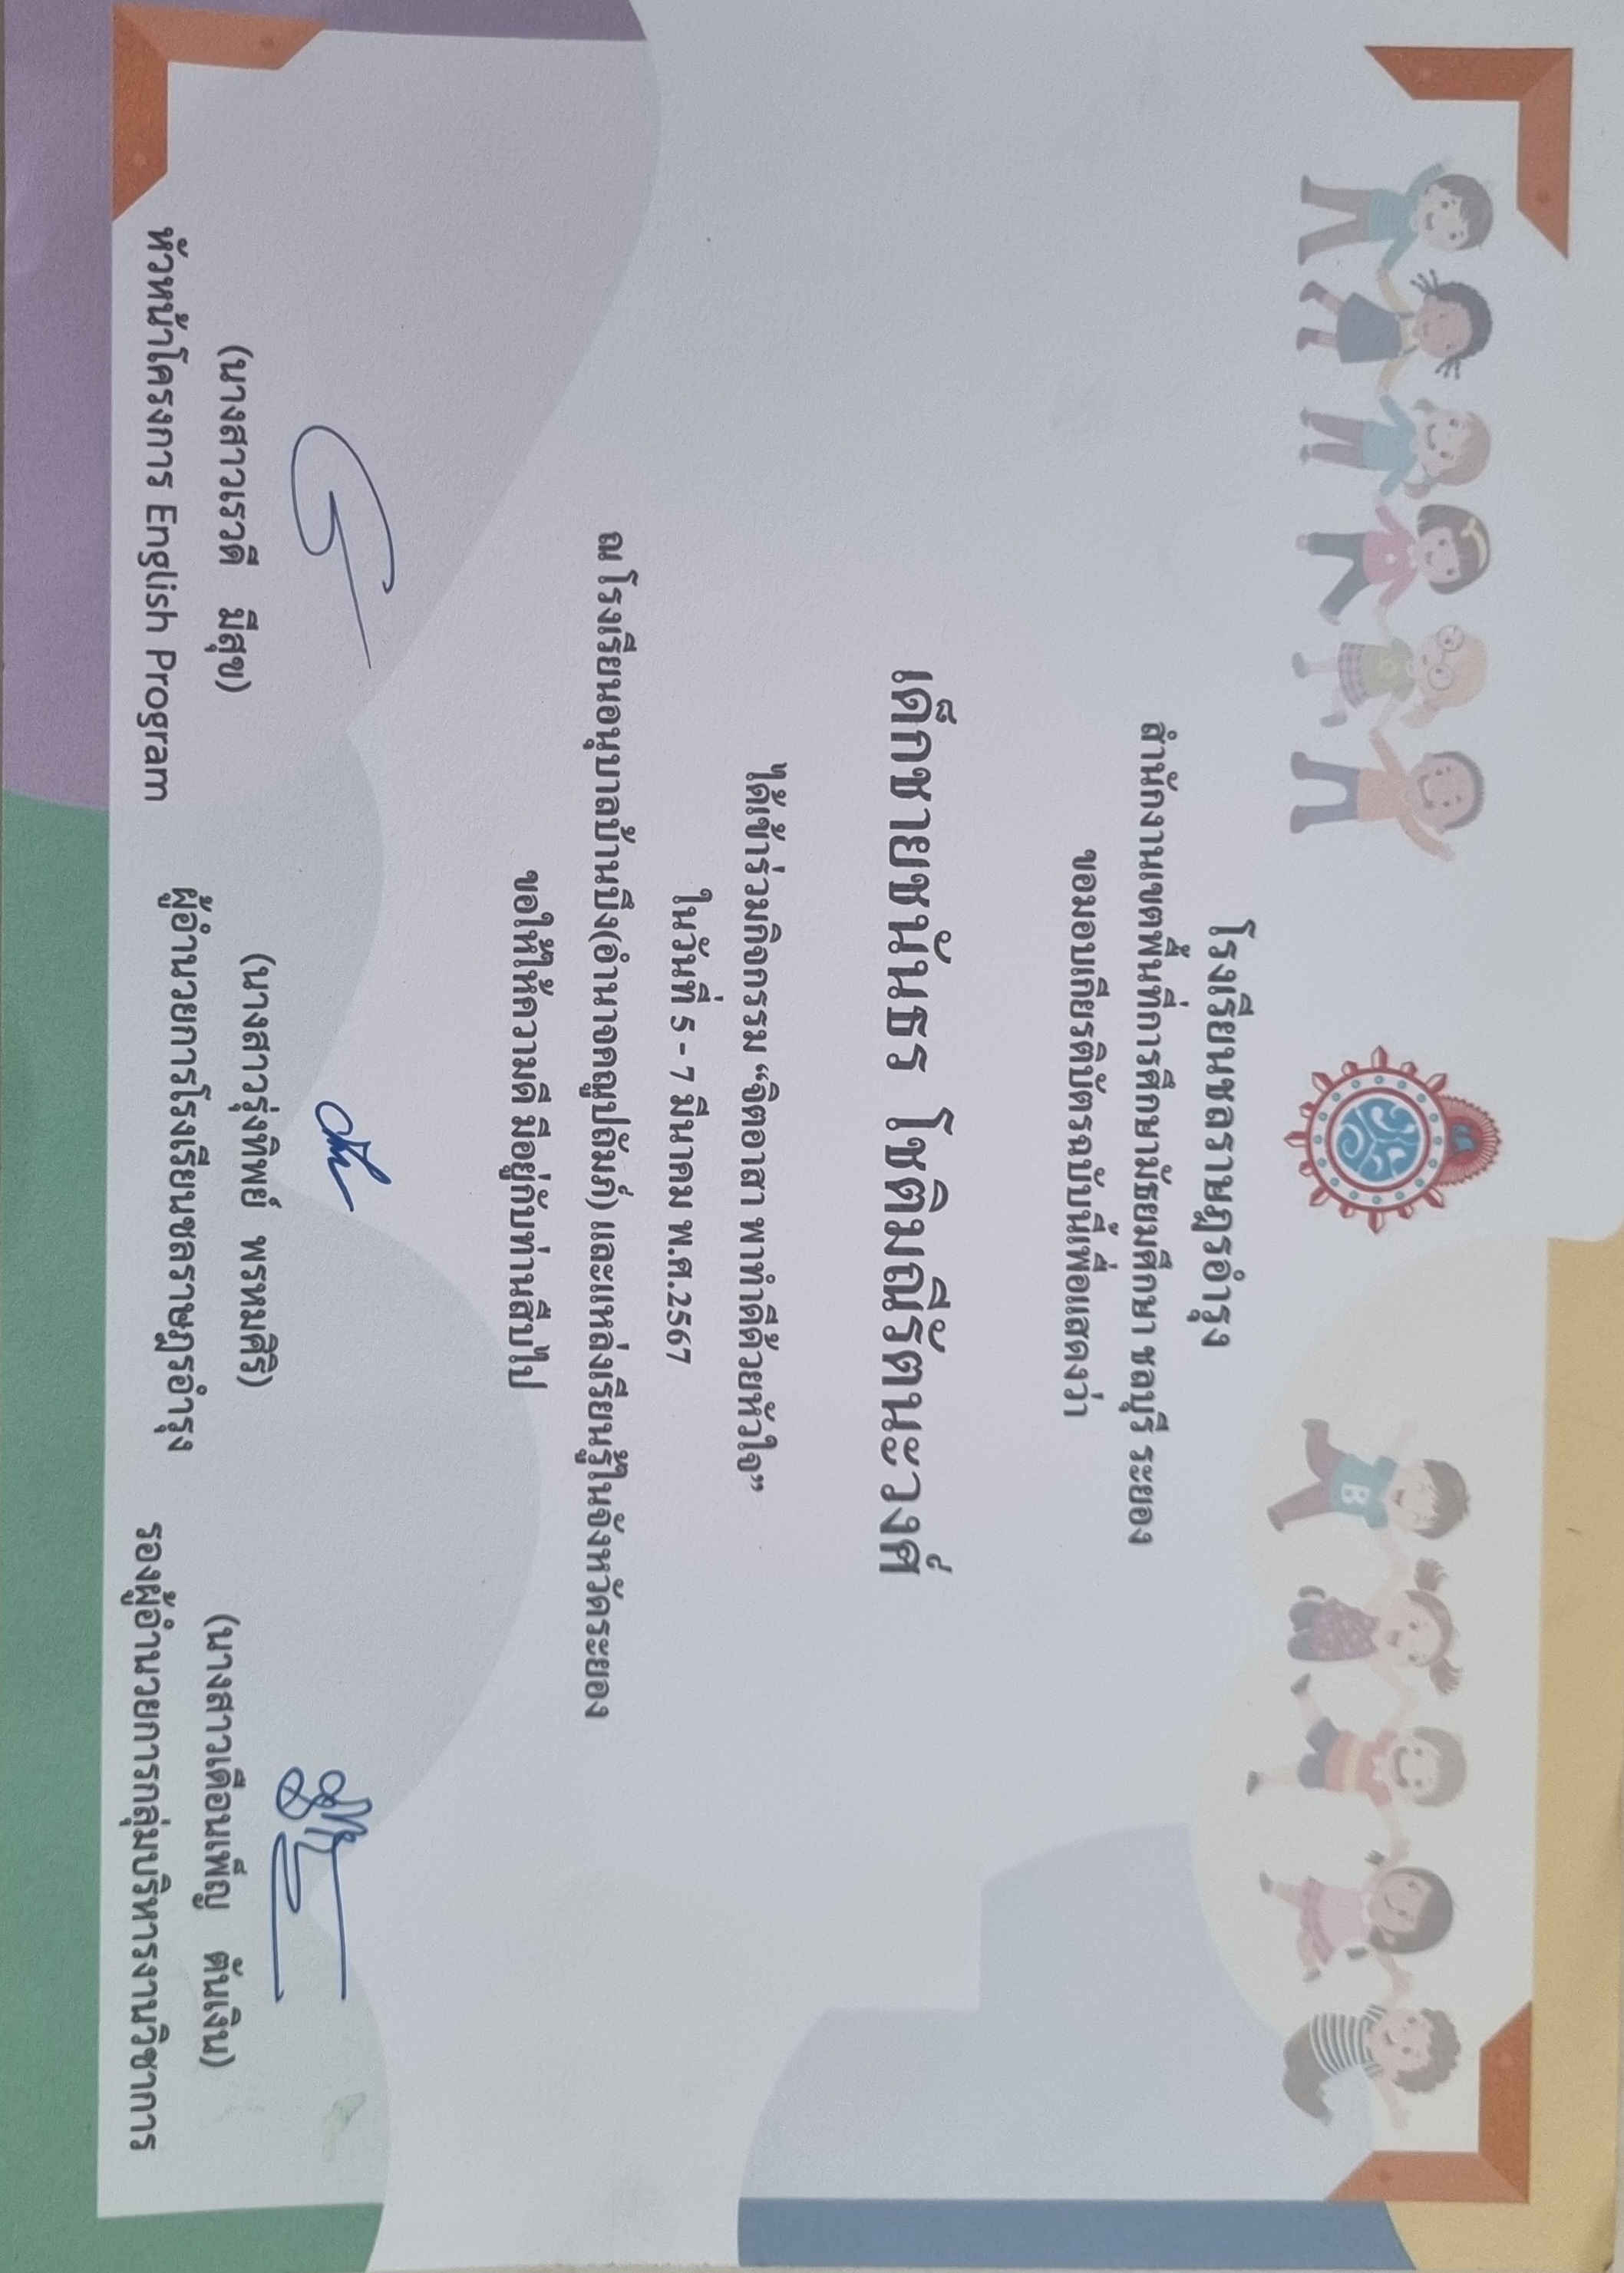 โรงเรียนชลราษฎรอำรุง
สำนักงานเขตพื้นที่การศึกษามัธยมศึกษา ชลบุรี ระยอง
ขอมอบเกียรติบัตรฉบับนี้เพื่อแสดงว่า
เด็กชายชนันธร โชติมณีรัตนะวงศ์
ได้เข้าร่วมกิจกรรม “จิตอาสา พาทำดีด้วยหัวใจ”
ในวันที่ 5 - 7 มีนาคม พ.ศ.2567
ณ โรงเรียนอนุบาลบ้านบึง(อำนาจคณูปถัมภ์) และแหล่งเรียนรู้ในจังหวัดระยอง
ขอให้ให้ความดี มีอยู่กับท่านสืบไป
(นางสาวเรวดี มีสุข)
หัวหน้าโครงการ English Program
(นางสาวรุ่งทิพย์ พรหมศิริ)
ผู้อำนวยการโรงเรียนชลราษฎรอำรุง
(นางสาวเดือนเพ็ญ ตันเงิน)
รองผู้อำนวยการกลุ่มบริหารงานวิชาการ
B